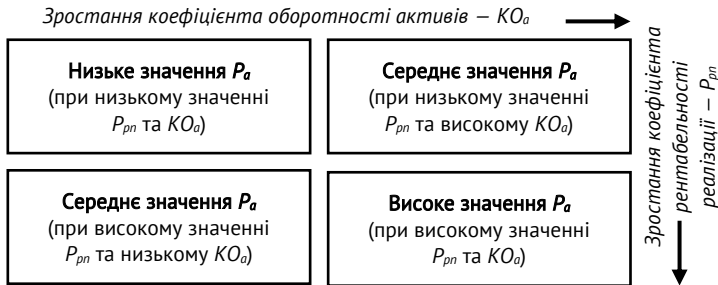 Зростання коефіцієнта оборотності активів – КОа
Низьке значення Ра
(при низькому значенні
Ррп та КОа)
Середнє значення Ра
(при низькому значенні
Ррп та високому КОа)
Середнє значення Ра
(при високому значенні
Ррп та низькому КОа)
Високе значення Ра
(при високому значенні
Ррп та КОа)
Зростання коефіцієнта
рентабельності
реалізації – Ррп